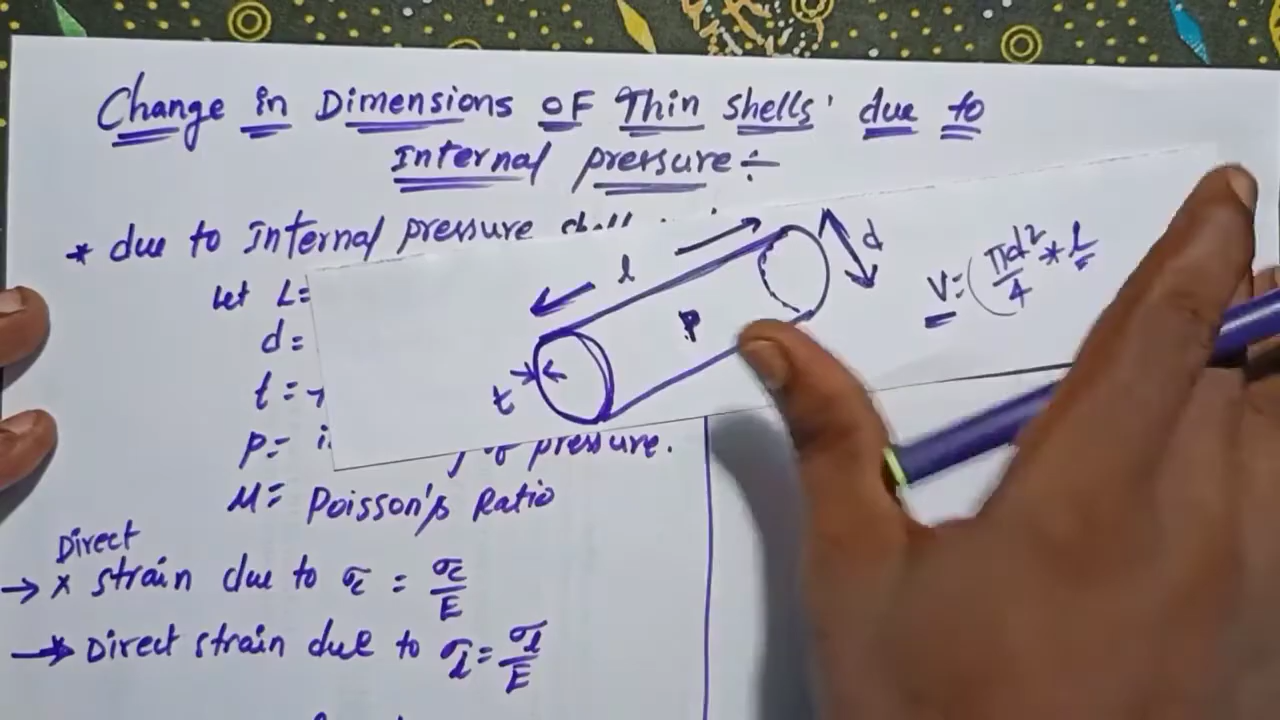 Change in Dimensions OF Thin shells due to
Internal pressure÷
* due to Internal pressure
let L=
d=
t=
P=
pressure.
M= Poisson's Ratio
Direct
→ x strain due to σc = σc/E
→* Direct strain due to σl = σl/E
l
d
P
t
V=(πd²/4 * l